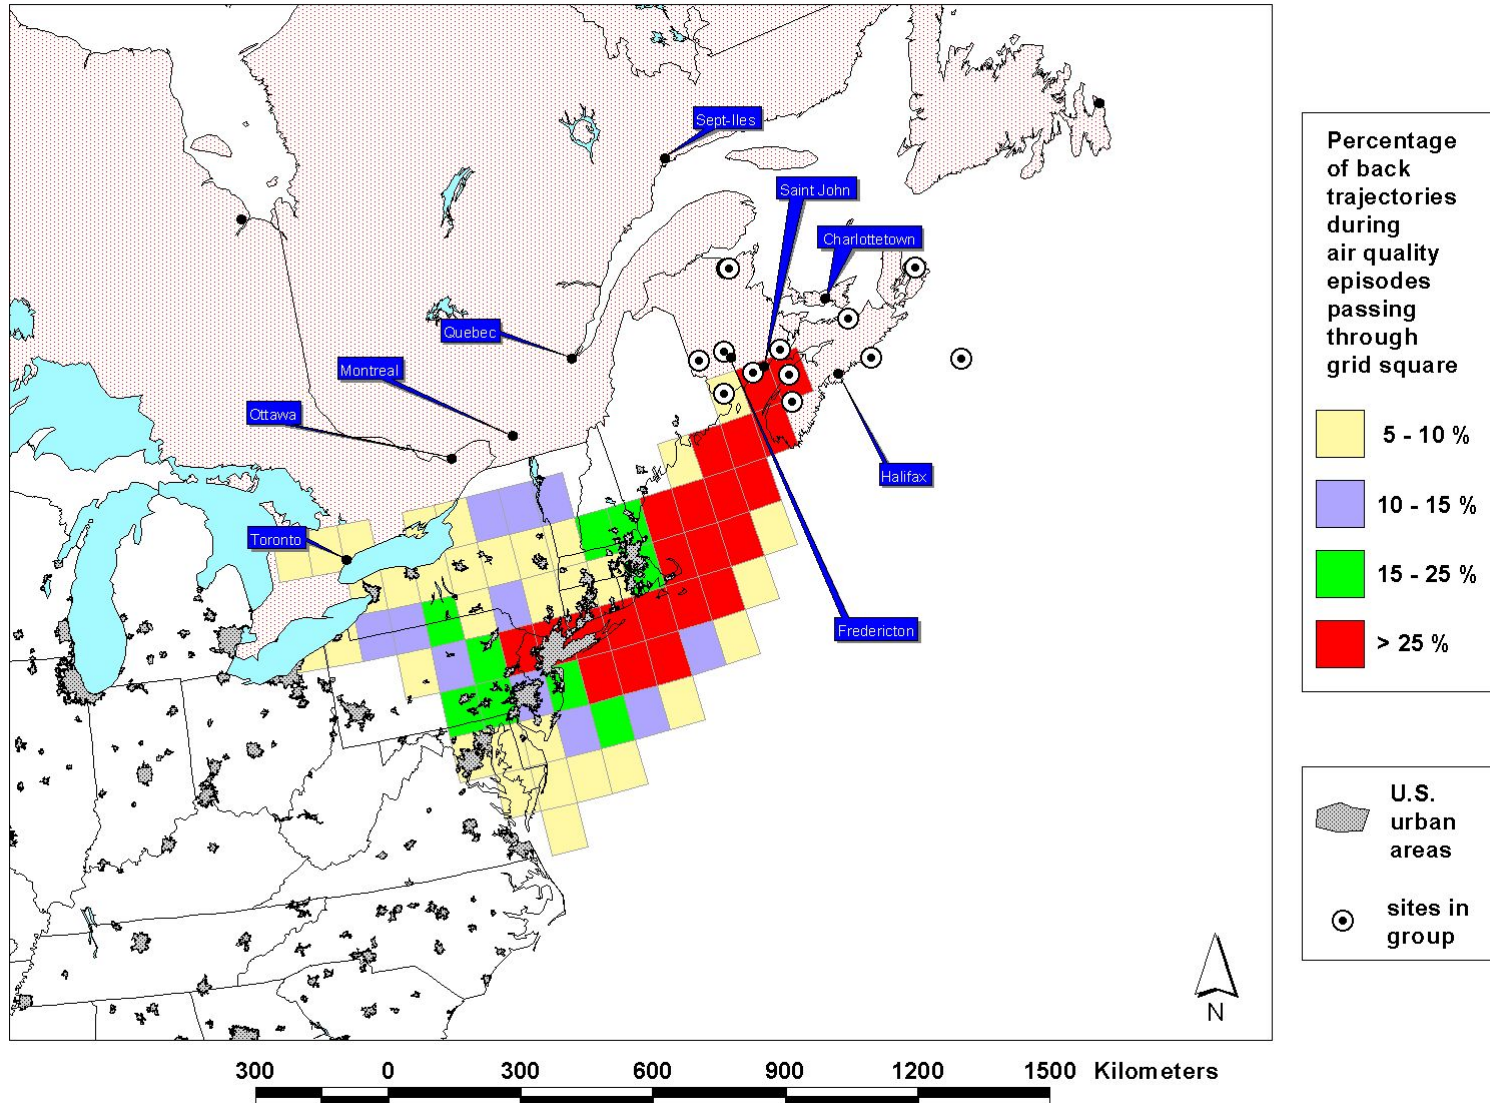 Sept-Iles
Saint John
Charlottetown
Quebec
Montreal
Ottawa
Halifax
Toronto
Fredericton
N
Percentage
of back
trajectories
during
air quality
episodes
passing
through
grid square
5 - 10 %
10 - 15 %
15 - 25 %
> 25 %
U.S.
urban
areas
sites in
group
300 0 300 600 900 1200 1500 Kilometers